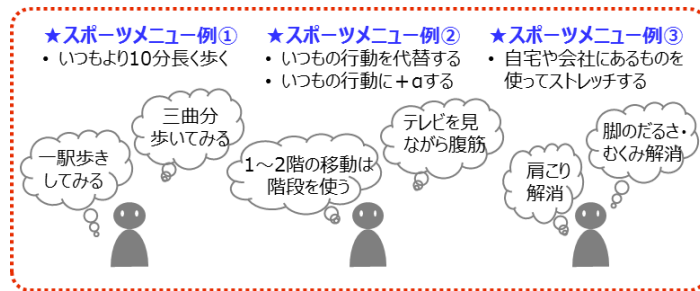 ★スポーツメニュー例①
• いつもより10分長く歩く
三曲分
歩いてみる
一駅歩き
してみる
★スポーツメニュー例②
• いつもの行動を代替する
• いつもの行動に+αする
テレビを見
ながら腹筋
1～2階の移動は
階段を使う
★スポーツメニュー例③
• 自宅や会社にあるものを
使ってストレッチする
脚のだるさ・
むくみ解消
肩こり
解消